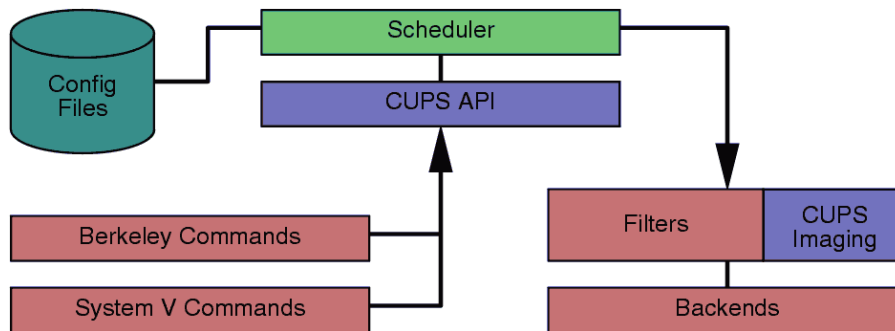 Scheduler
Config
Files
CUPS API
Berkeley Commands
Filters
CUPS
Imaging
System V Commands
Backends